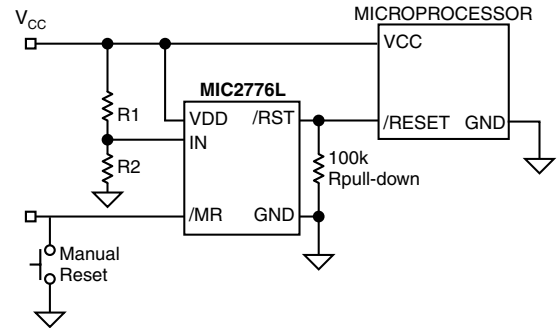 MICROPROCESSOR
VCC
VCC
MIC2776L
R1
VDD
/RST
/RESET
GND
IN
R2
100k
Rpull-down
/MR
GND
Manual
Reset